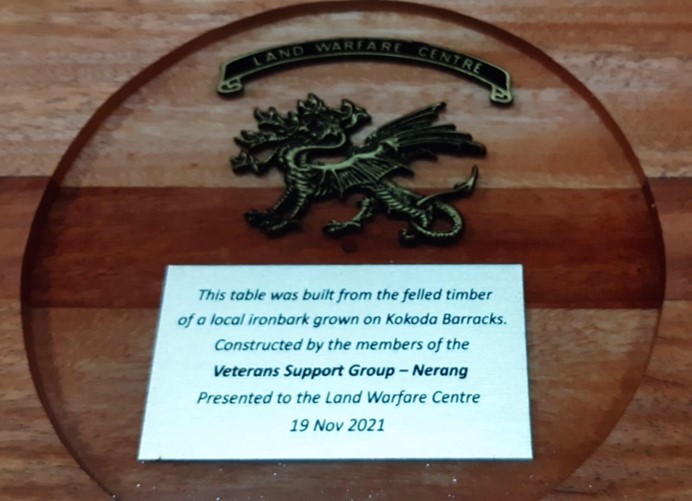 LAND WARFARE CENTRE
This table was built from the felled timber
of a local ironbark grown on Kokoda Barracks.
Constructed by the members of the
Veterans Support Group – Nerang
Presented to the Land Warfare Centre
19 Nov 2021